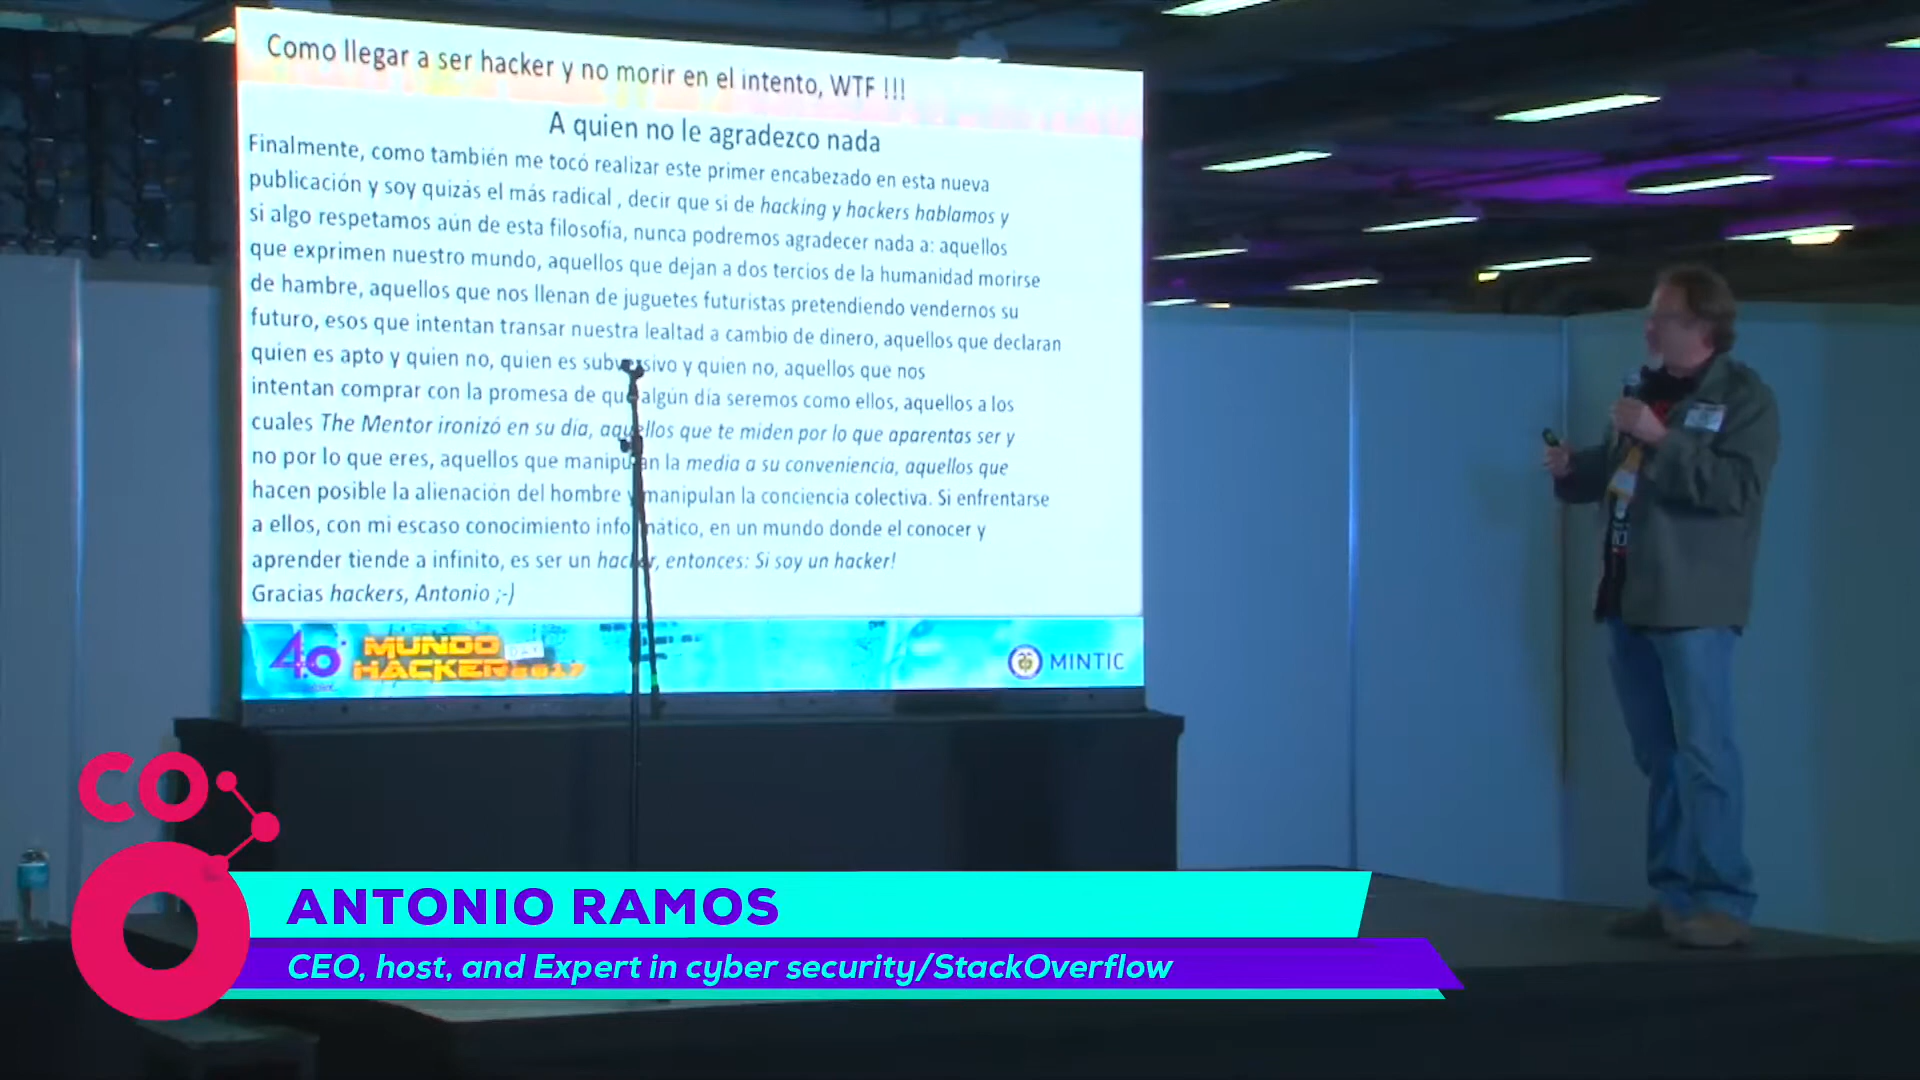 Como llegar a ser hacker y no morir en el intento, WTF !!!
A quien no le agradezco nada
Finalmente, como también me tocó realizar este primer encabezado en esta nueva
publicación y soy quizás el más radical , decir que si de hacking y hackers hablamos y
si algo respetamos aún de esta filosofía, nunca podremos agradecer nada a: aquellos
que exprimen nuestro mundo, aquellos que dejan a dos tercios de la humanidad morirse
de hambre, aquellos que nos llenan de juguetes futuristas pretendiendo vendernos su
futuro, esos que intentan transar nuestra lealtad a cambio de dinero, aquellos que declaran
quien es apto y quien no, quien es subversivo y quien no, aquellos que nos
intentan comprar con la promesa de que algún día seremos como ellos, aquellos a los
cuales The Mentor ironizó en su día, aquellos que te miden por lo que aparentas ser y
no por lo que eres, aquellos que manipulan la media a su conveniencia, aquellos que
hacen posible la alienación del hombre y manipulan la conciencia colectiva. Si enfrentarse
a ellos, con mi escaso conocimiento informático, en un mundo donde el conocer y
aprender tiende a infinito, es ser un hacker, entonces: Si soy un hacker!
Gracias hackers, Antonio ;-)
4.0 MUNDO DAY
HACKER 2017
MINTIC
CO
ANTONIO RAMOS
CEO, host, and Expert in cyber security/StackOverflow